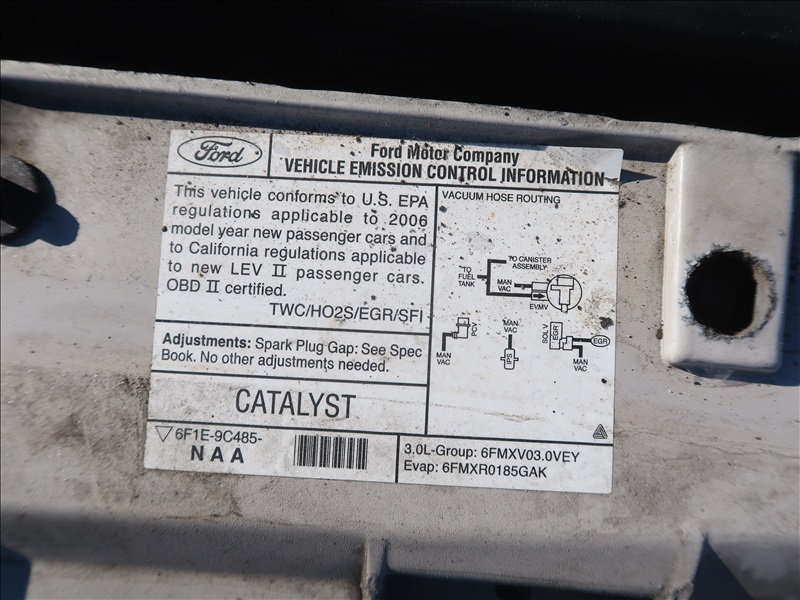 Ford
Ford Motor Company
VEHICLE EMISSION CONTROL INFORMATION
This vehicle conforms to U.S. EPA
regulations applicable to 2006
model year new passenger cars and
to California regulations applicable
to new LEV II passenger cars.
OBD II certified.
TWC/HO2S/EGR/SFI
Adjustments: Spark Plug Gap: See Spec
Book. No other adjustments needed.
CATALYST
6F1E-9C485-
NAA
VACUUM HOSE ROUTING
TO CANISTER
ASSEMBLY
TO
FUEL
TANK
MAN
VAC
EVMV
PCV
MAN
VAC
MAN
VAC
IPS
SOL V
EGR
EGR
MAN
VAC
3.0L-Group: 6FMXV03.0VEY
Evap: 6FMXR0185GAK